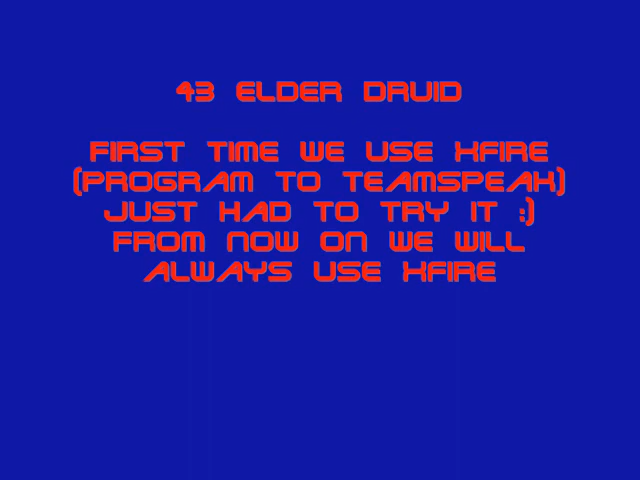 43 ELDER DRUID
FIRST TIME WE USE XFIRE
(PROGRAM TO TEAMSPEAK)
JUST HAD TO TRY IT :)
FROM NOW ON WE WILL
ALWAYS USE XFIRE